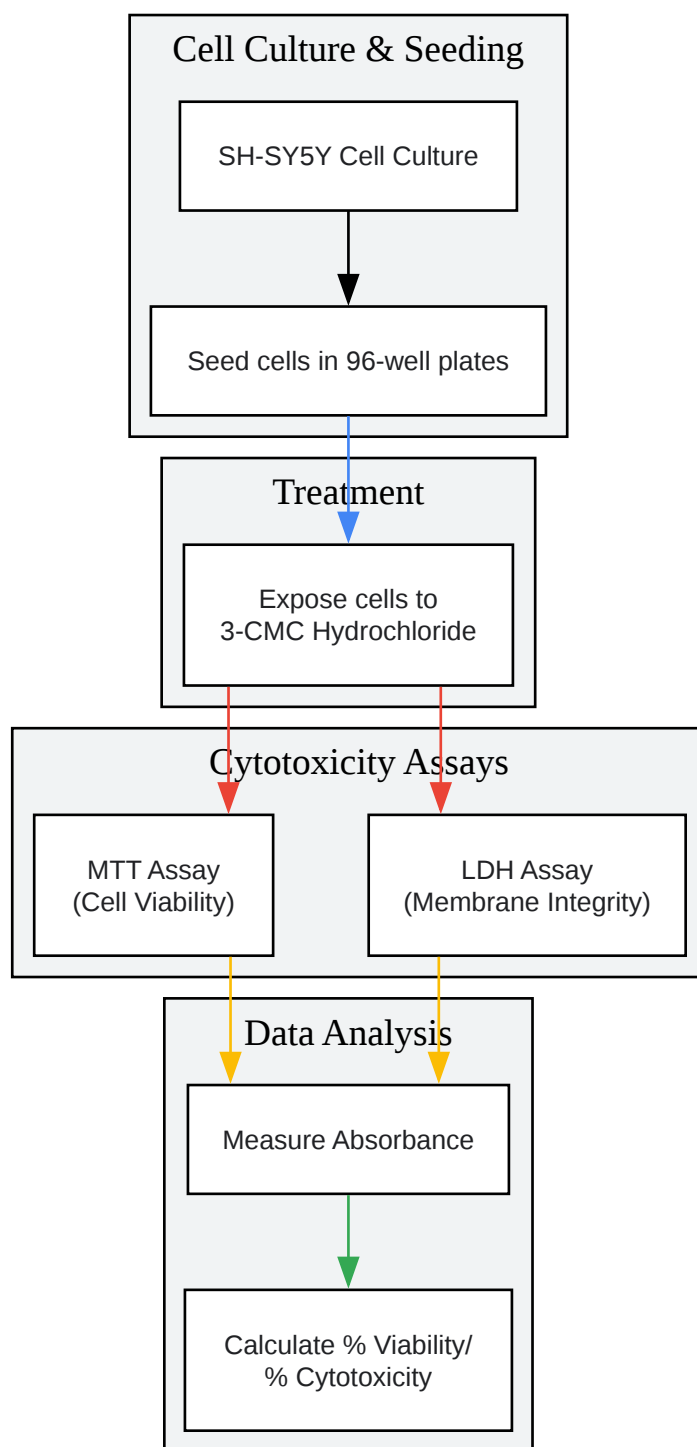 Cell Culture & Seeding
SH-SY5Y Cell Culture
Seed cells in 96-well plates
Treatment
Expose cells to
3-CMC Hydrochloride
Cytotoxicity Assays
MTT Assay
(Cell Viability)
LDH Assay
(Membrane Integrity)
Data Analysis
Measure Absorbance
Calculate % Viability/
% Cytotoxicity